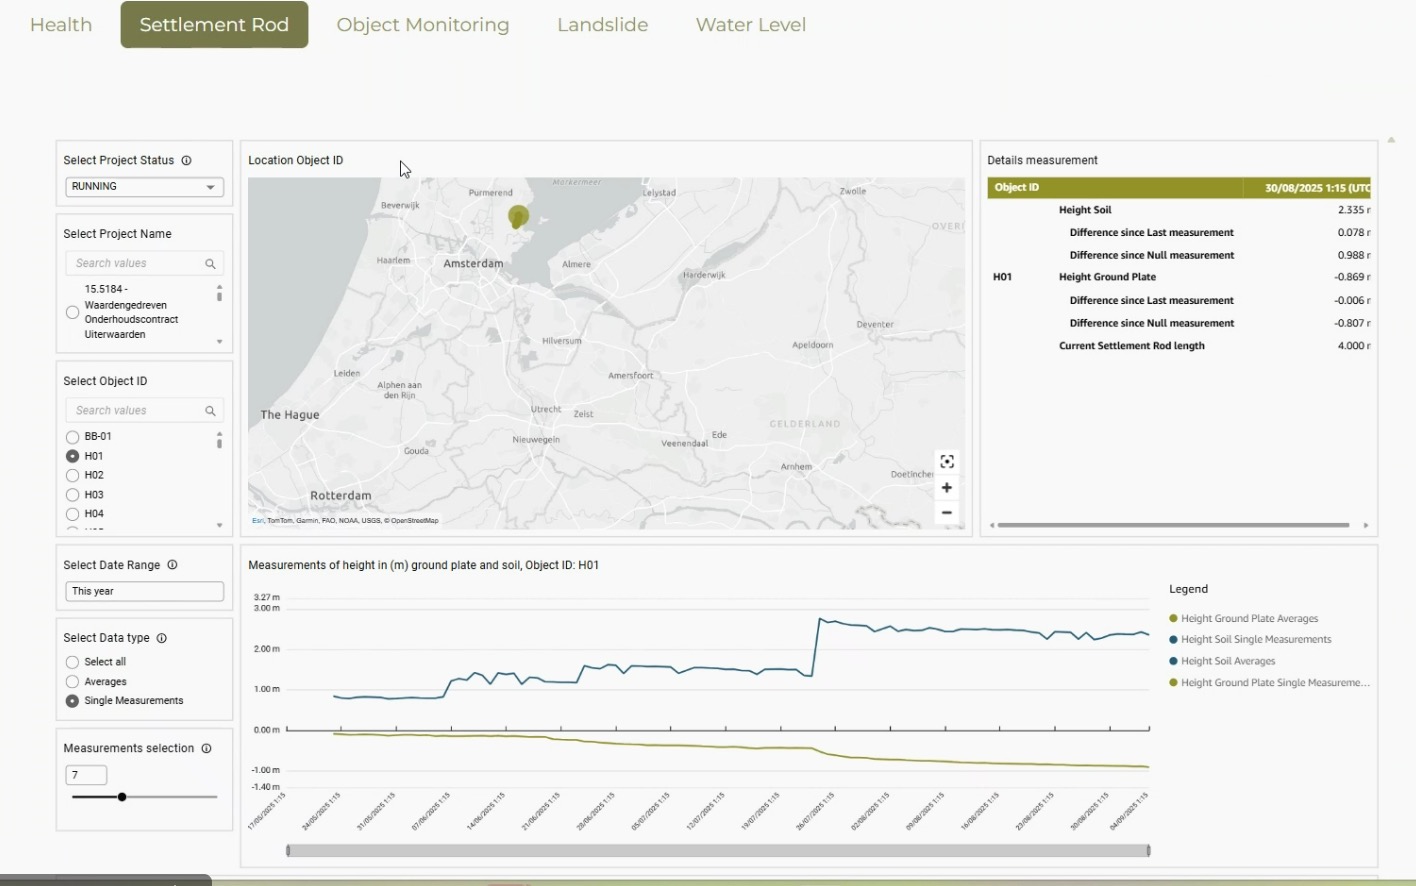 Health Settlement Rod Object Monitoring Landslide Water Level
Select Project Status
RUNNING
Select Project Name
Search values
15.5184 -
Waardengedreven
Onderhoudscontract
Uiterwaarden
Select Object ID
Search values
BB-01
H01
H02
H03
H04
Select Date Range
This year
Select Data type
Select all
Averages
Single Measurements
Measurements selection
7
Location Object ID
Purmerend
Markermeer
Lelystad
Zwolle
Beverwijk
OVERI
Haarlem
Amsterdam
Almere
Harderwijk
Deventer
Hilversum
Apeldoorn
Leiden
Alphen aan
den Rijn
Amersfoort
The Hague
Utrecht
Zeist
GELDERLAND
Nieuwegein
Ede
Veenendaal
Gouda
Arnhem
Doetinchem
Rotterdam
Esri, TomTom, Garmin, FAO, NOAA, USGS, © OpenStreetMap
Details measurement
Object ID 30/08/2025 1:15 (UTC
Height Soil 2.335
Difference since Last measurement 0.078
Difference since Null measurement 0.988
H01 Height Ground Plate -0.869
Difference since Last measurement -0.006
Difference since Null measurement -0.807
Current Settlement Rod length 4.000
Measurements of height in (m) ground plate and soil, Object ID: H01
3.27 m
3.00 m
2.00 m
1.00 m
0.00 m
-1.00 m
-1.40 m
17/05/2025 1:15
24/05/2025 1:15
31/05/2025 1:15
07/06/2025 1:15
14/06/2025 1:15
21/06/2025 1:15
28/06/2025 1:15
05/07/2025 1:15
12/07/2025 1:15
19/07/2025 1:15
26/07/2025 1:15
02/08/2025 1:15
09/08/2025 1:15
16/08/2025 1:15
23/08/2025 1:15
30/08/2025 1:15
04/09/2025 1:15
Legend
Height Ground Plate Averages
Height Soil Single Measurements
Height Soil Averages
Height Ground Plate Single Measureme...